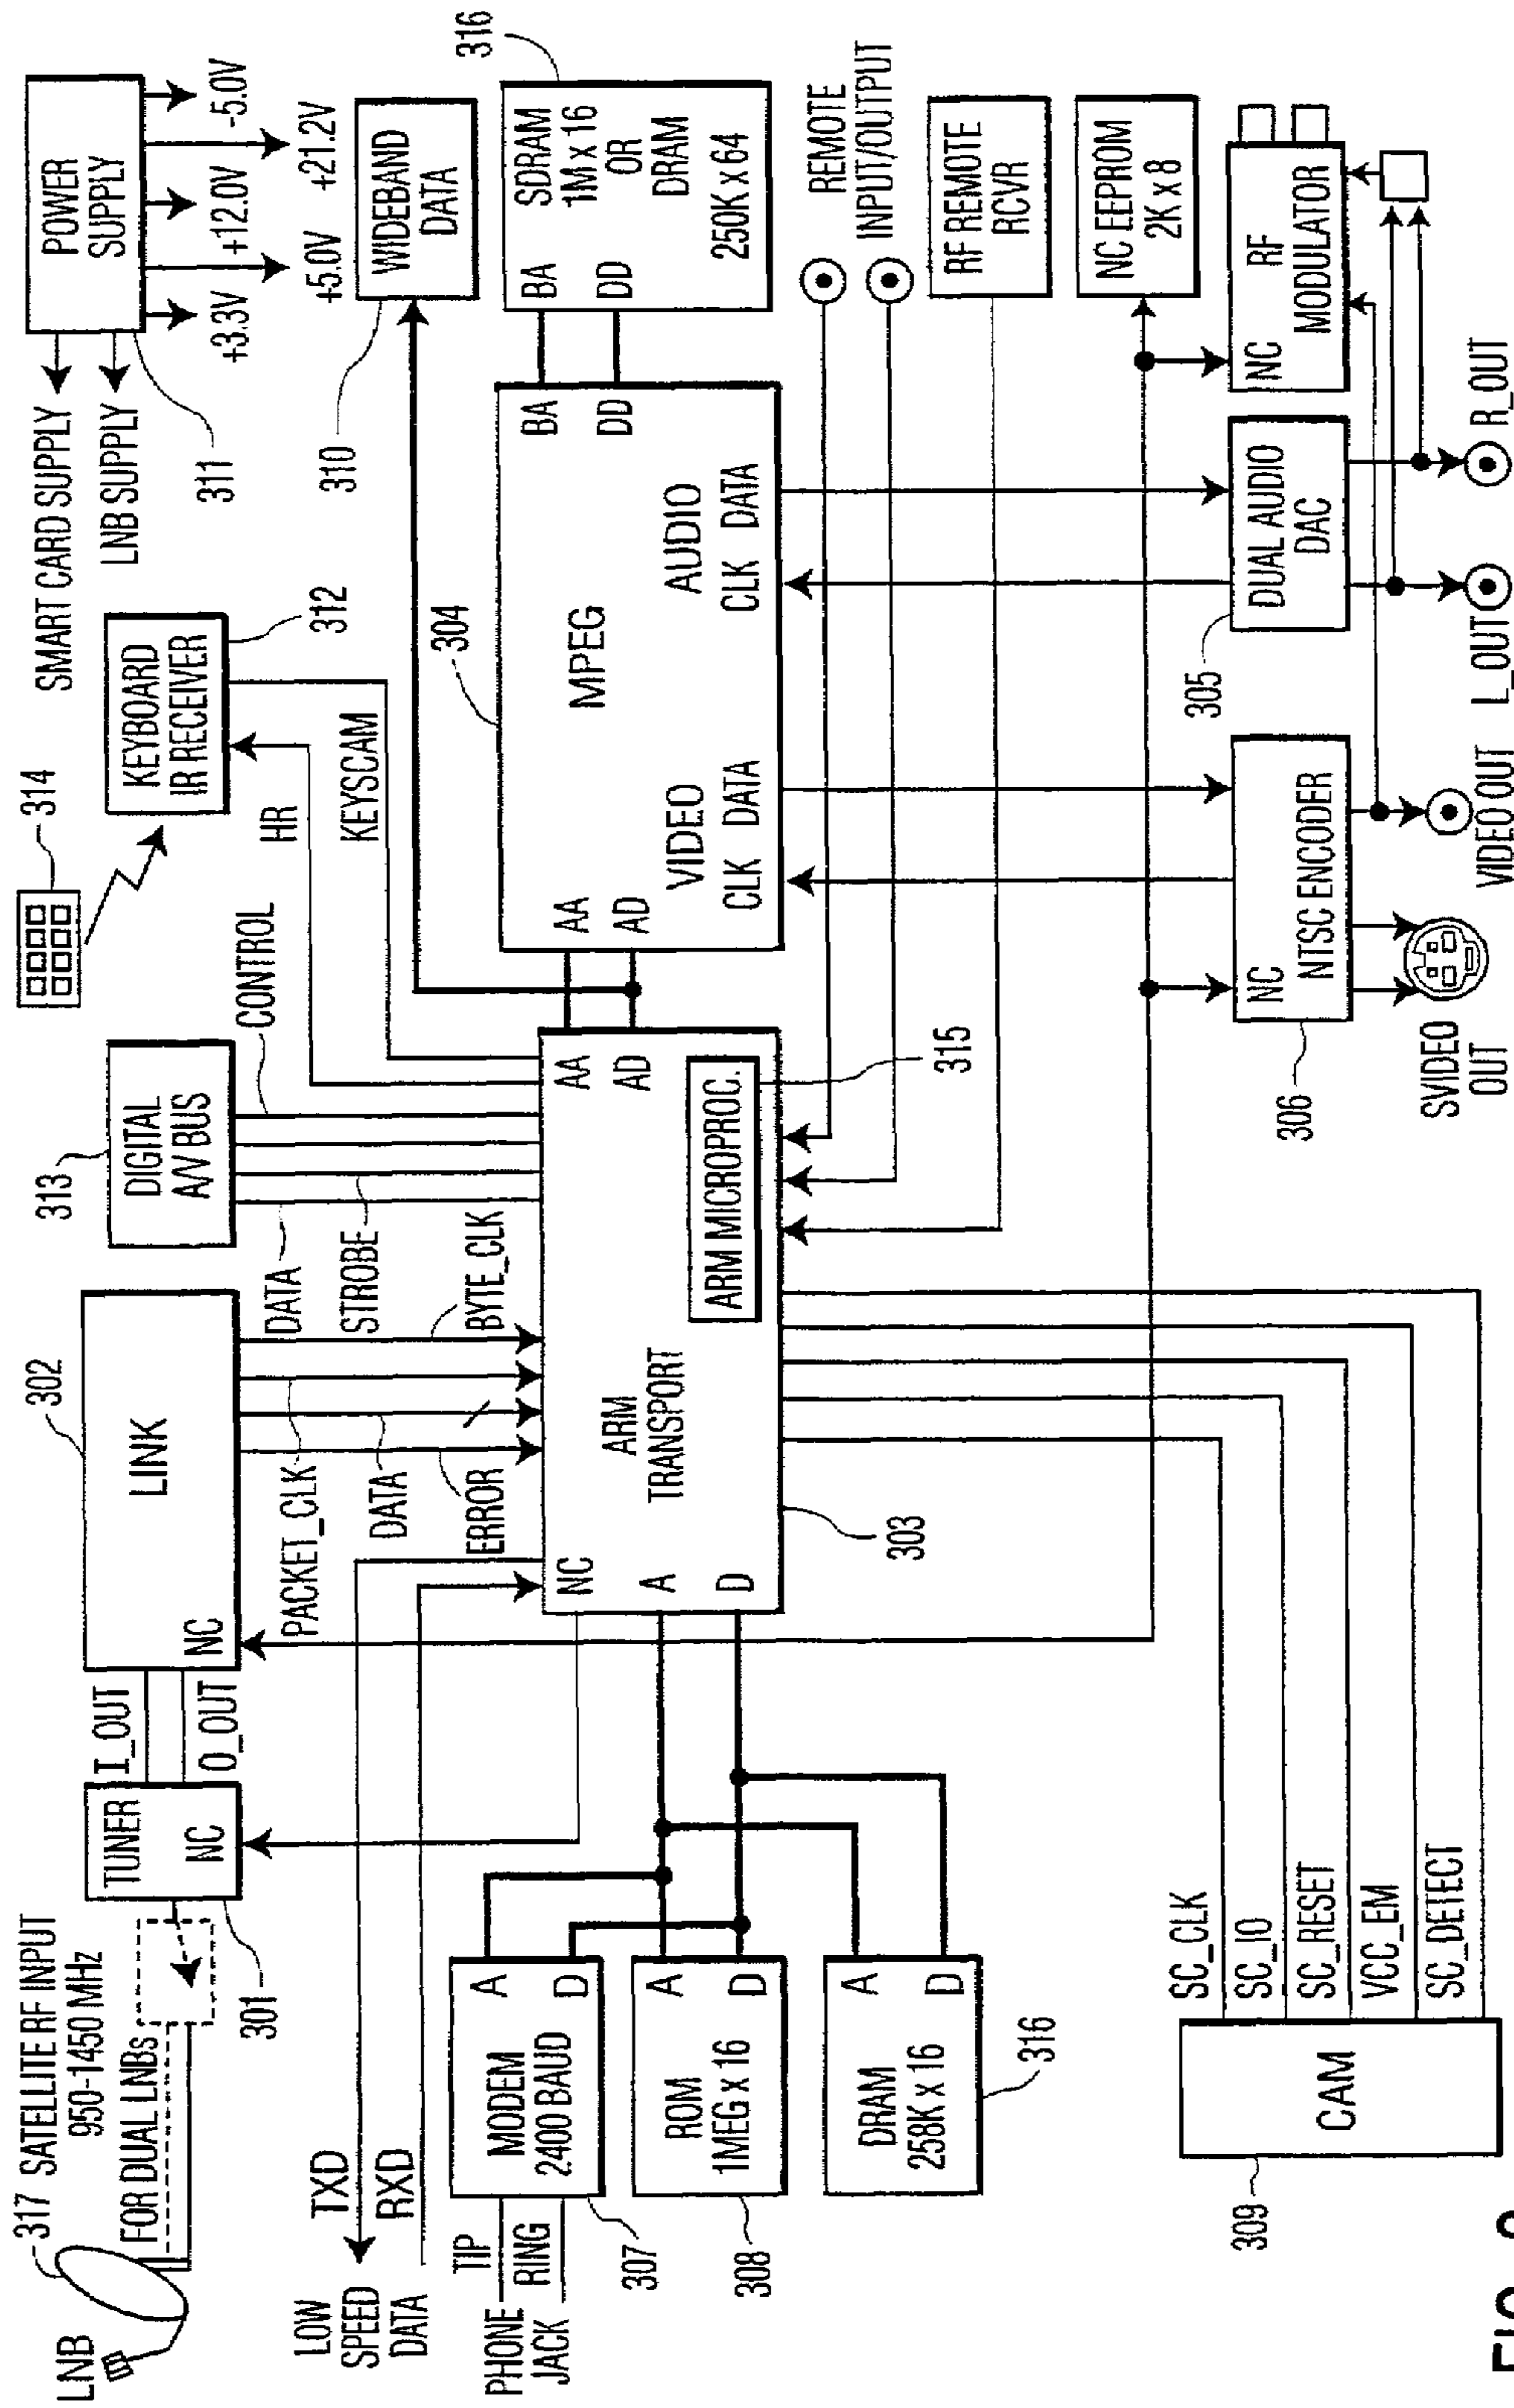 LNB
317
SATELLITE RF INPUT
950-1450 MHz
FOR DUAL LNBs
301
TUNER
NC
I_OUT
O_OUT
302
LINK
NC
PACKET_CLK
DATA
ERROR
BYTE_CLK
313
DIGITAL
A/V BUS
DATA
STROBE
CONTROL
314
KEYBOARD
IR RECEIVER
312
HR
KEYSCAM
SMART CARD SUPPLY
LNB SUPPLY
311
POWER
SUPPLY
+3.3V
+5.0V
+12.0V
+21.2V
-5.0V
310
WIDEBAND
DATA
LOW
SPEED
DATA
TXD
RXD
PHONE
JACK
TIP
RING
307
MODEM
2400 BAUD
A
D
308
ROM
1MEG x 16
A
D
DRAM
258K x 16
A
D
316
NC
A
D
ARM
TRANSPORT
303
AA
AD
ARM MICROPROC.
315
304
MPEG
AA
AD
VIDEO
CLK
DATA
AUDIO
CLK
DATA
BA
DD
BA
DD
SDRAM
1M x 16
OR
DRAM
250K x 64
316
REMOTE
INPUT/OUTPUT
RF REMOTE
RCVR
NC EEPROM
2K x 8
NC
RF
MODULATOR
305
DUAL AUDIO
DAC
L_OUT
R_OUT
306
NC
NTSC ENCODER
SVIDEO
OUT
VIDEO OUT
309
CAM
SC_CLK
SC_IO
SC_RESET
VCC_EM
SC_DETECT